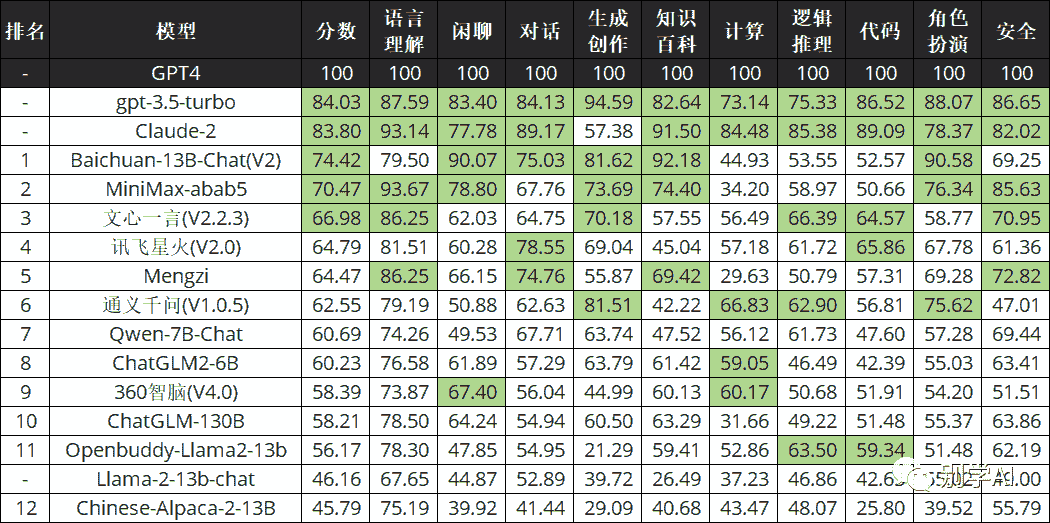 排名 模型 分数 语言理解 闲聊 对话 生成创作 知识百科 计算 逻辑推理 代码 角色扮演 安全
- GPT4 100 100 100 100 100 100 100 100 100 100 100
- gpt-3.5-turbo 84.03 87.59 83.40 84.13 94.59 82.64 73.14 75.33 86.52 88.07 86.65
- Claude-2 83.80 93.14 77.78 89.17 57.38 91.50 84.48 85.38 89.09 78.37 82.02
1 Baichuan-13B-Chat(V2) 74.42 79.50 90.07 75.03 81.62 92.18 44.93 53.55 52.57 90.58 69.25
2 MiniMax-abab5 70.47 93.67 78.80 67.76 73.69 74.40 34.20 58.97 50.66 76.34 85.63
3 文心一言(V2.2.3) 66.98 86.25 62.03 64.75 70.18 57.55 56.49 66.39 64.57 58.77 70.95
4 讯飞星火(V2.0) 64.79 81.51 60.28 78.55 69.04 45.04 57.18 61.72 65.86 67.78 61.36
5 Mengzi 64.47 86.25 66.15 74.76 55.87 69.42 29.63 50.79 57.31 69.28 72.82
6 通义千问(V1.0.5) 62.55 79.19 50.88 62.63 81.51 42.22 66.83 62.90 56.81 75.62 47.01
7 Qwen-7B-Chat 60.69 74.26 49.53 67.71 63.74 47.52 56.12 61.73 47.60 57.28 69.44
8 ChatGLM2-6B 60.23 76.58 61.89 57.29 63.79 61.42 59.05 46.49 42.39 55.03 63.41
9 360智脑(V4.0) 58.39 73.87 67.40 56.04 44.99 60.13 60.17 50.68 51.91 54.20 51.51
10 ChatGLM-130B 58.21 78.50 64.24 54.94 60.50 63.29 31.66 49.22 51.48 55.37 63.86
11 Openbuddy-Llama2-13b 56.17 78.30 47.85 54.95 21.29 59.41 52.86 63.50 59.34 51.48 62.19
- Llama-2-13b-chat 46.16 67.65 44.87 52.89 39.72 26.49 37.23 46.86
12 Chinese-Alpaca-2-13B 45.79 75.19 39.92 41.44 29.09 40.68 43.47 48.07 25.80 39.52 55.79
别学AI